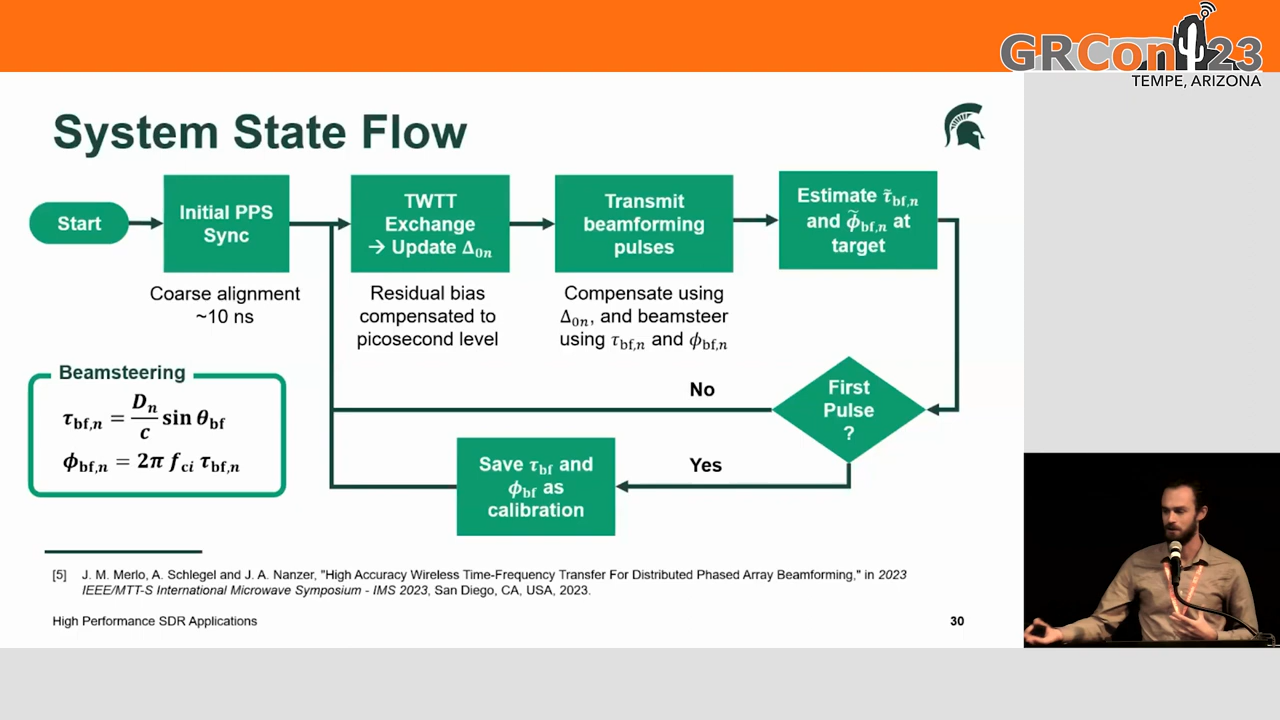 GRCon 23
TEMPE, ARIZONA
System State Flow
Start
Initial PPS
Sync
TWTT
Exchange
→ Update Δ₀ₙ
Transmit
beamforming
pulses
Estimate τ̃bf,n
and ϕ̃bf,n at
target
Coarse alignment
~10 ns
Residual bias
compensated to
picosecond level
Compensate using
Δ₀ₙ, and beamsteer
using τbf,n and ϕbf,n
Beamsteering
τbf,n = Dn/c sin θbf
ϕbf,n = 2π fci τbf,n
No
First
Pulse
?
Yes
Save τbf and
ϕbf as
calibration
[5] J. M. Merlo, A. Schlegel and J. A. Nanzer, "High Accuracy Wireless Time-Frequency Transfer For Distributed Phased Array Beamforming," in 2023
IEEE/MTT-S International Microwave Symposium - IMS 2023, San Diego, CA, USA, 2023.
High Performance SDR Applications
30